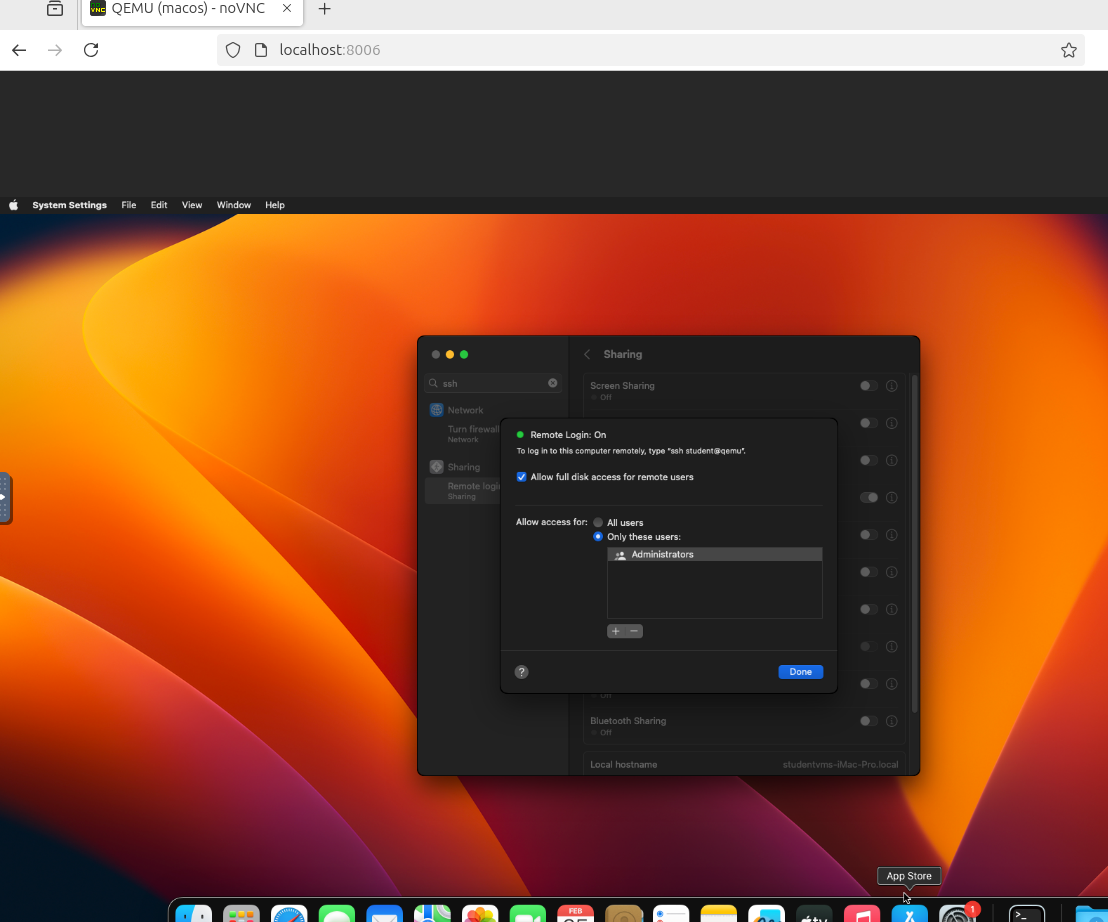 QEMU (macos) - noVNC
localhost:8006
System Settings File Edit View Window Help
ssh
Network
Turn firewall
Network
Sharing
Remote login
Sharing
Sharing
Screen Sharing
Off
Remote Login: On
To log in to this computer remotely, type "ssh student@qemu".
Allow full disk access for remote users
Allow access for:
All users
Only these users:
Administrators
+ −
?
Done
Off
Bluetooth Sharing
Off
Local hostname
studentvms-iMac-Pro.local
App Store
FEB
tv
1
>_